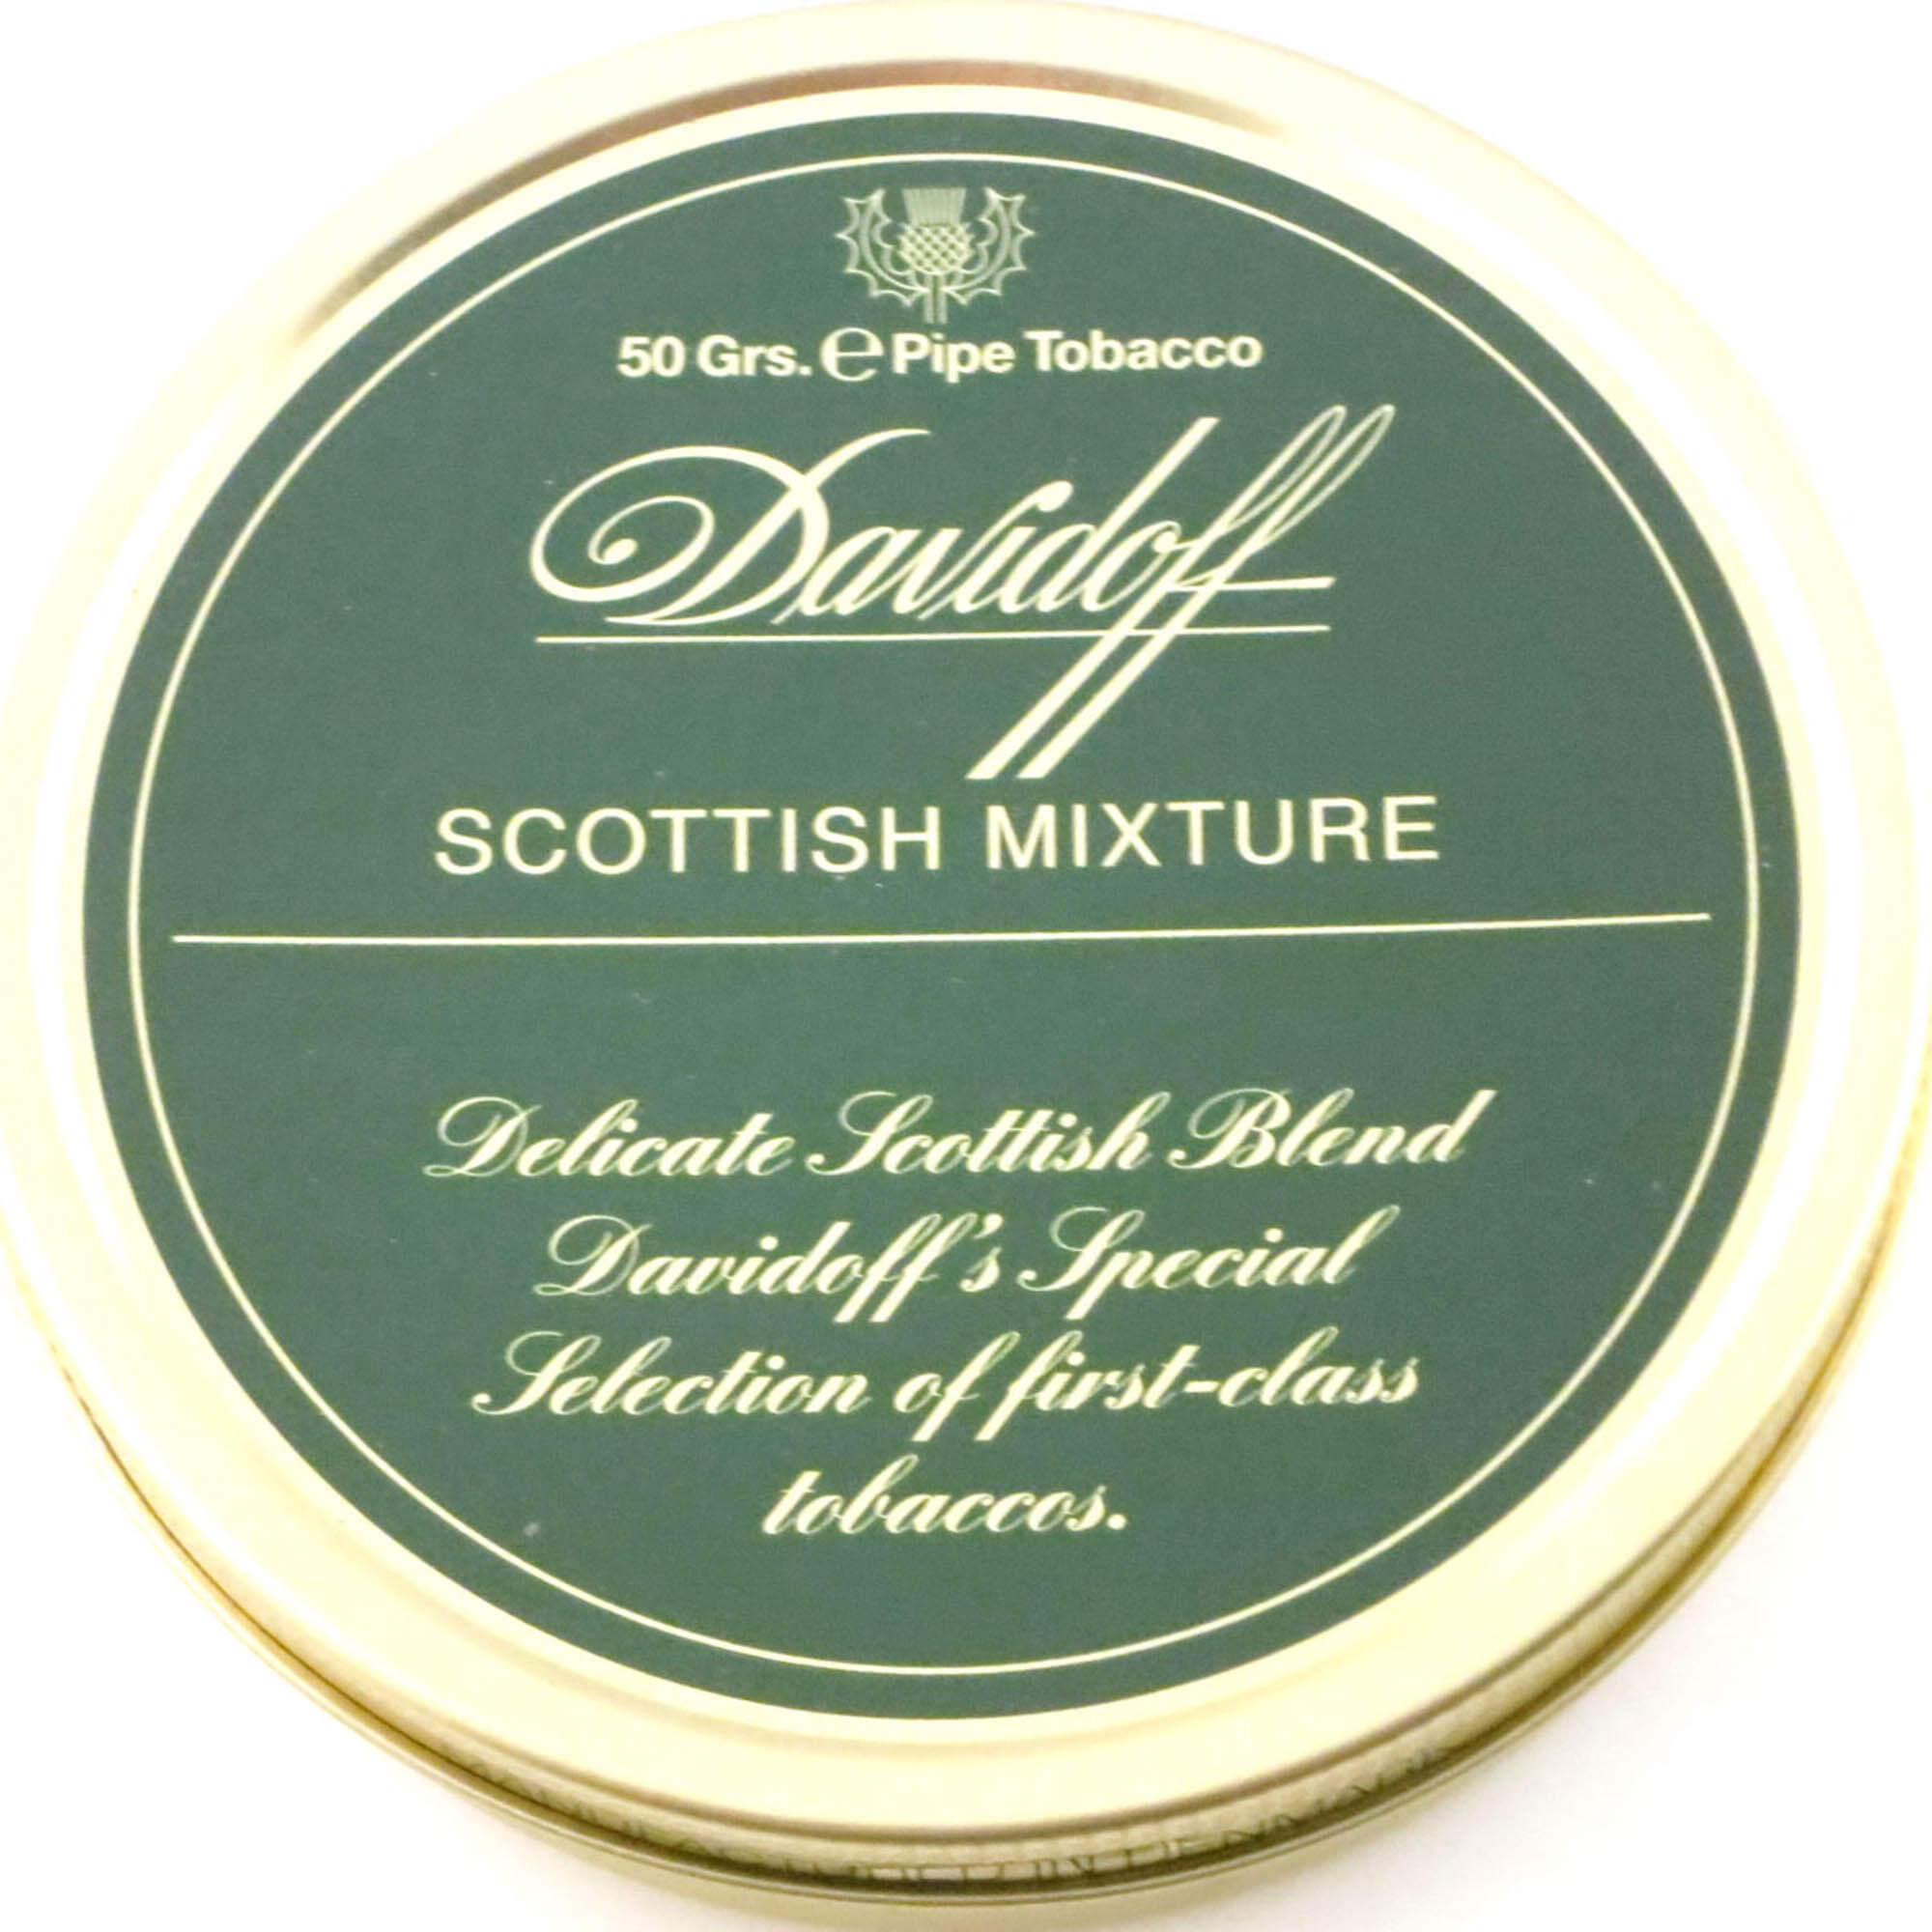 50 Grs. ℮ Pipe Tobacco
Davidoff
SCOTTISH MIXTURE
Delicate Scottish Blend
Davidoff's Special
Selection of first-class
tobaccos.